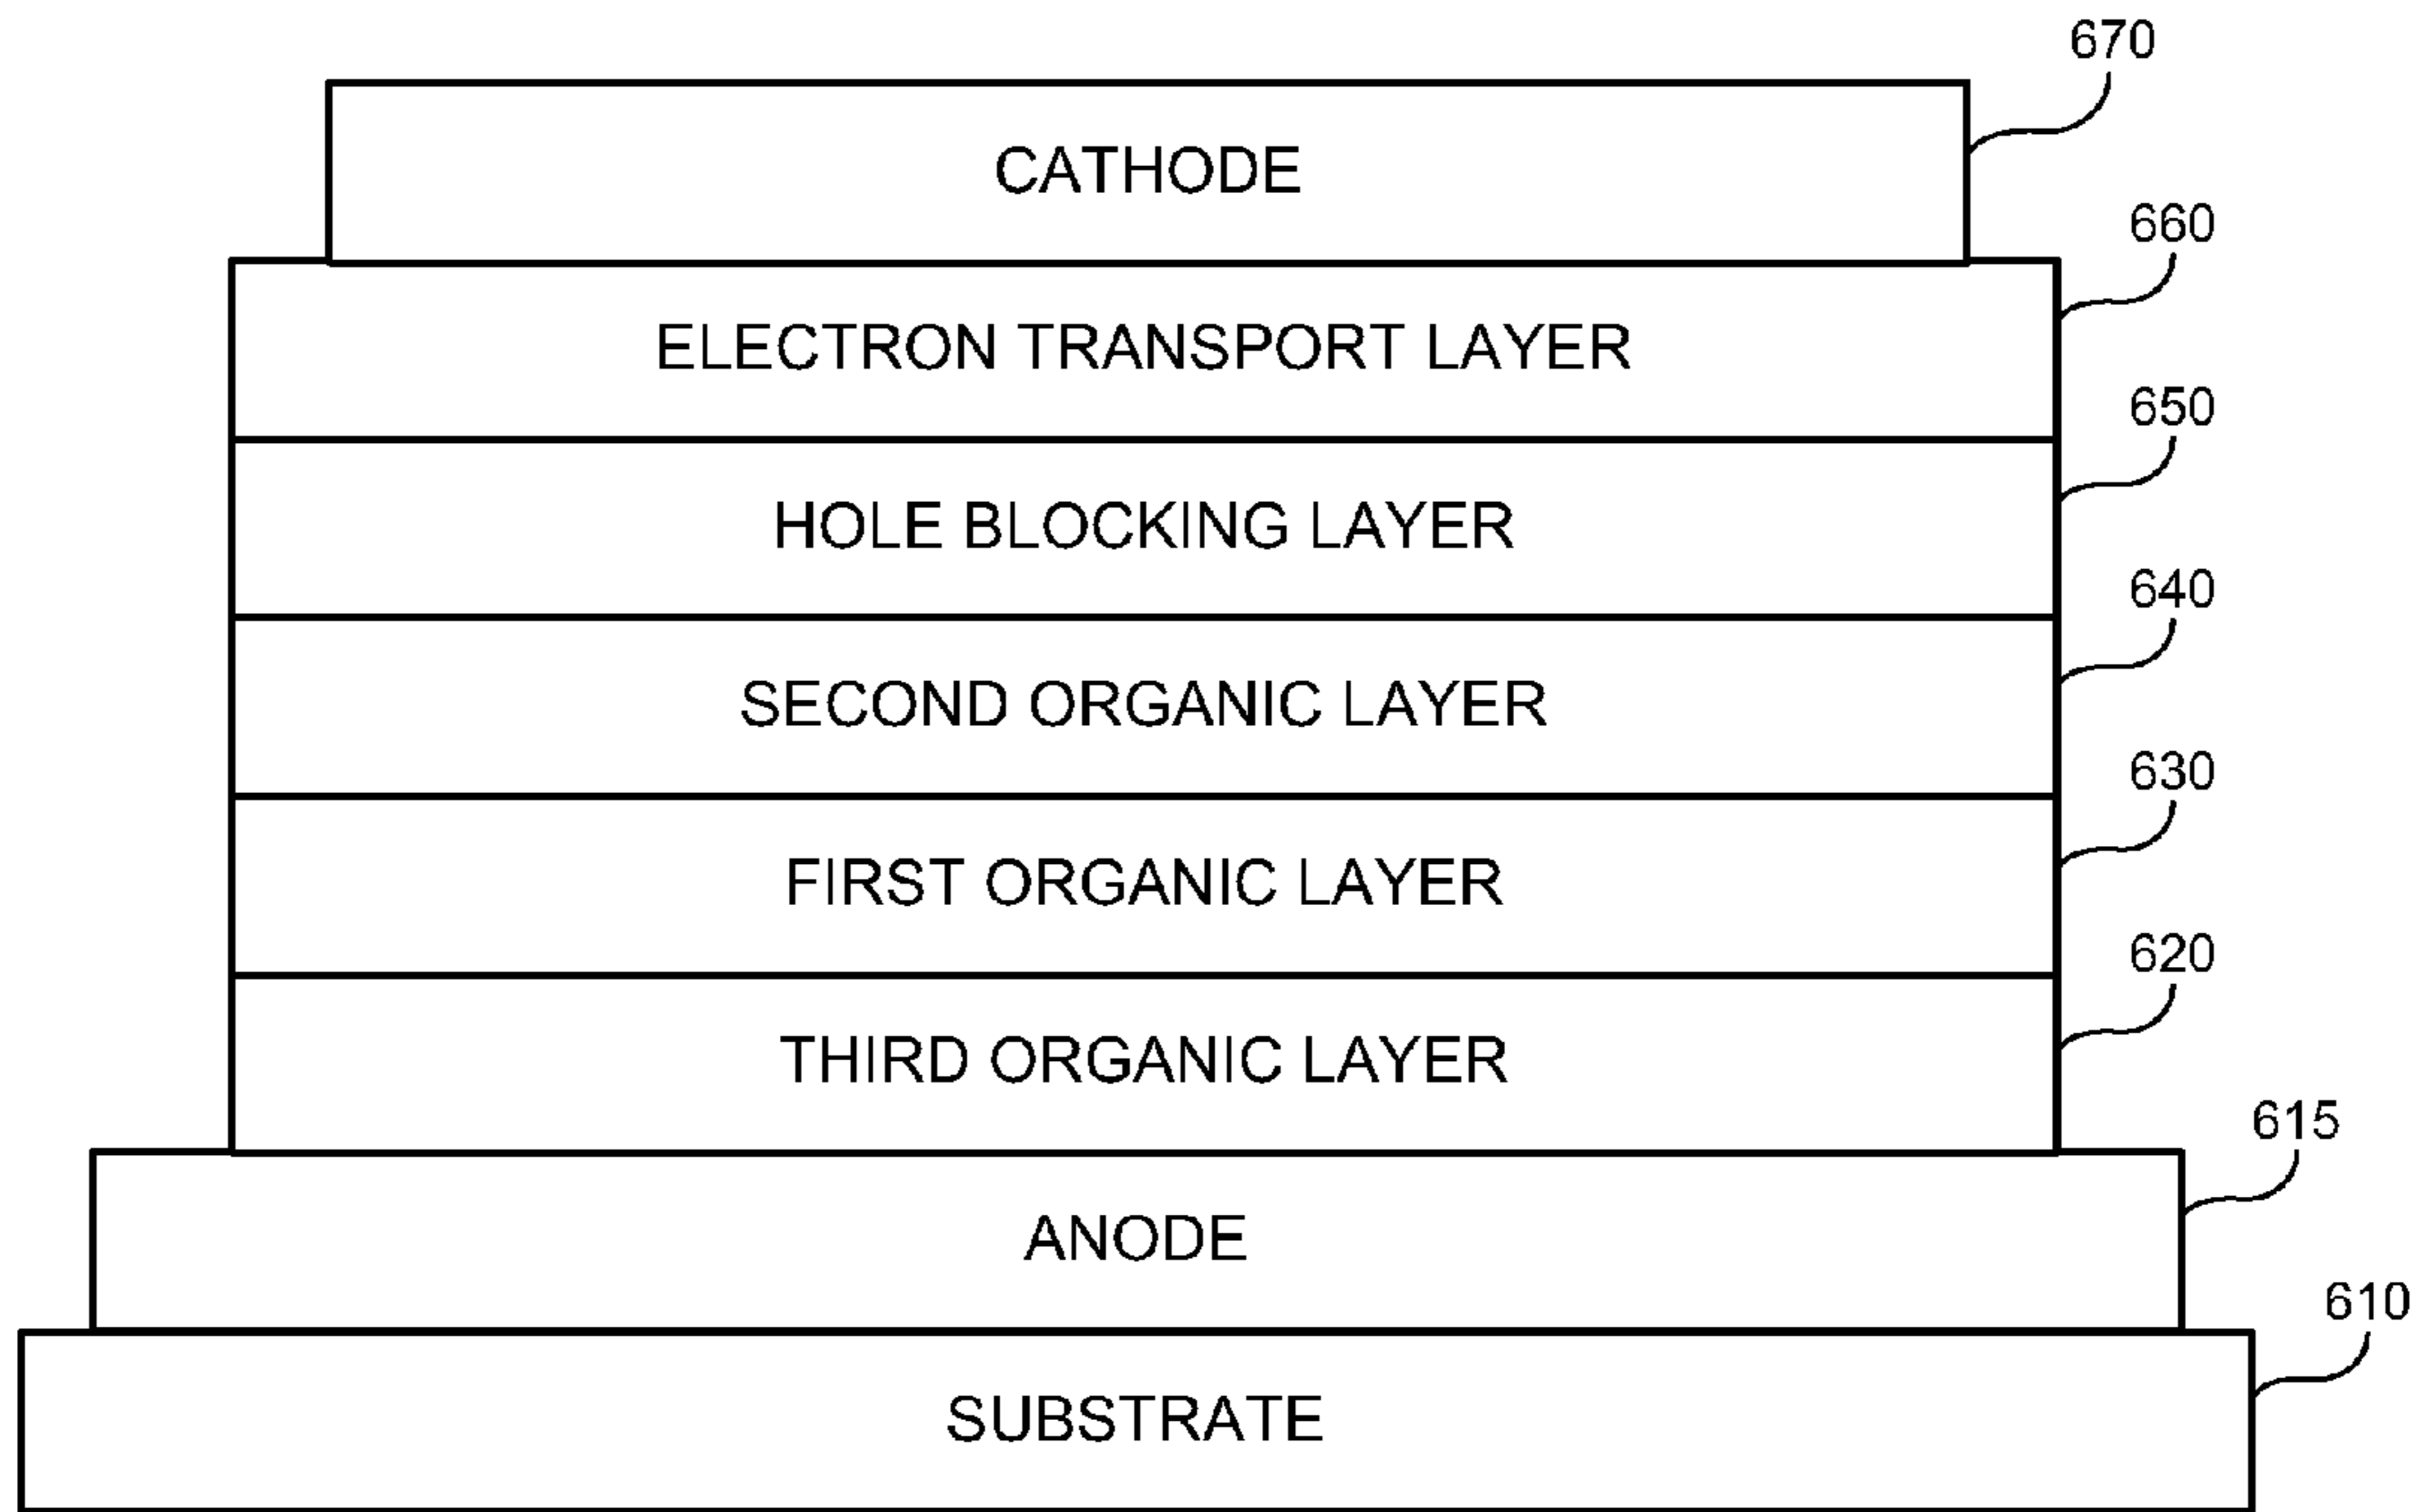 670
CATHODE
660
ELECTRON TRANSPORT LAYER
650
HOLE BLOCKING LAYER
640
SECOND ORGANIC LAYER
630
FIRST ORGANIC LAYER
620
THIRD ORGANIC LAYER
615
ANODE
610
SUBSTRATE